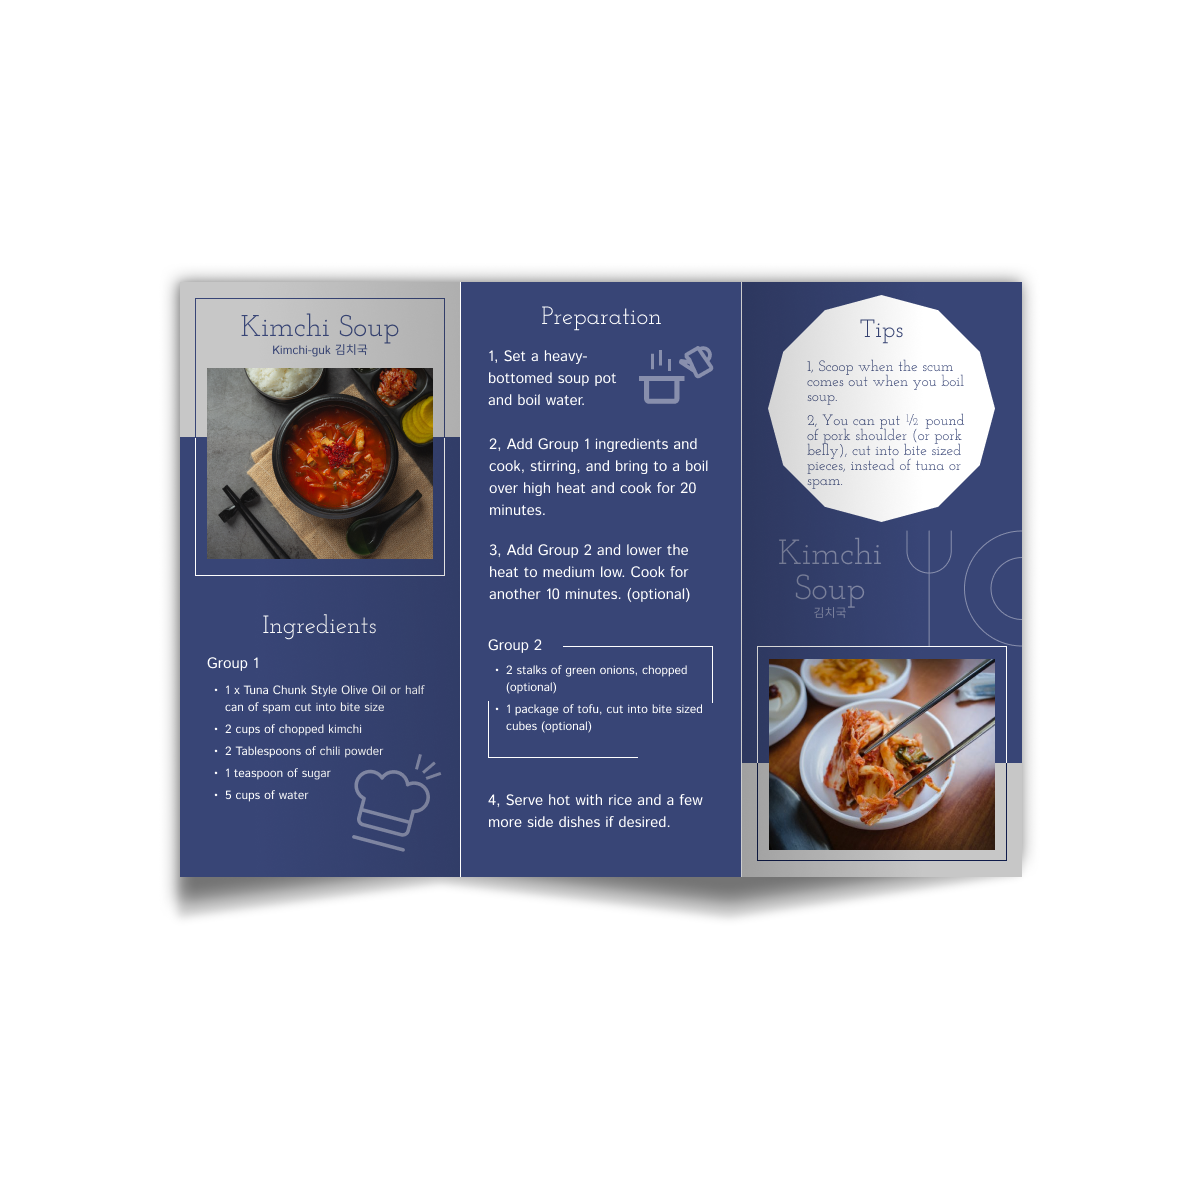 Kimchi Soup
Kimchi-guk 김치국
Ingredients
Group 1
• 1 x Tuna Chunk Style Olive Oil or half
can of spam cut into bite size
• 2 cups of chopped kimchi
• 2 Tablespoons of chili powder
• 1 teaspoon of sugar
• 5 cups of water
Preparation
1, Set a heavy-
bottomed soup pot
and boil water.
2, Add Group 1 ingredients and
cook, stirring, and bring to a boil
over high heat and cook for 20
minutes.
3, Add Group 2 and lower the
heat to medium low. Cook for
another 10 minutes. (optional)
Group 2
• 2 stalks of green onions, chopped
(optional)
• 1 package of tofu, cut into bite sized
cubes (optional)
4, Serve hot with rice and a few
more side dishes if desired.
Tips
1, Scoop when the scum
comes out when you boil
soup.
2, You can put ½ pound
of pork shoulder (or pork
belly), cut into bite sized
pieces, instead of tuna or
spam.
Kimchi
Soup
김치국